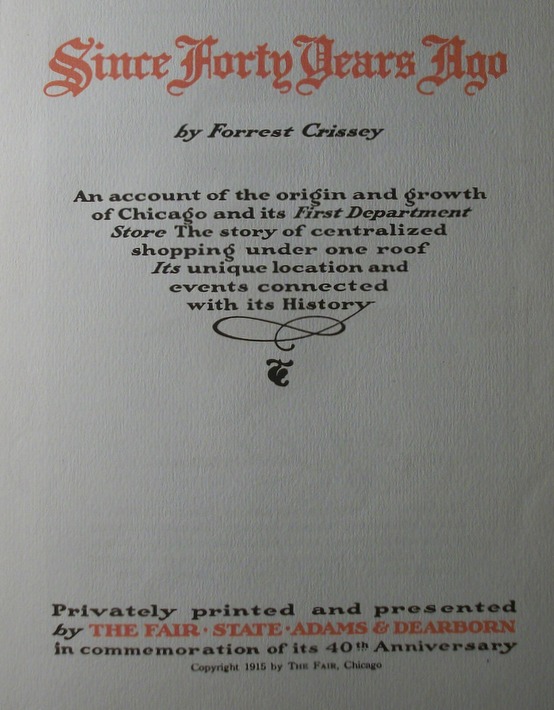 Since Forty Years Ago
by Forrest Crissey
An account of the origin and growth
of Chicago and its First Department
Store The story of centralized
shopping under one roof
Its unique location and
events connected
with its History
Privately printed and presented
by THE FAIR · STATE · ADAMS & DEARBORN
in commemoration of its 40th Anniversary
Copyright 1915 by THE FAIR, Chicago